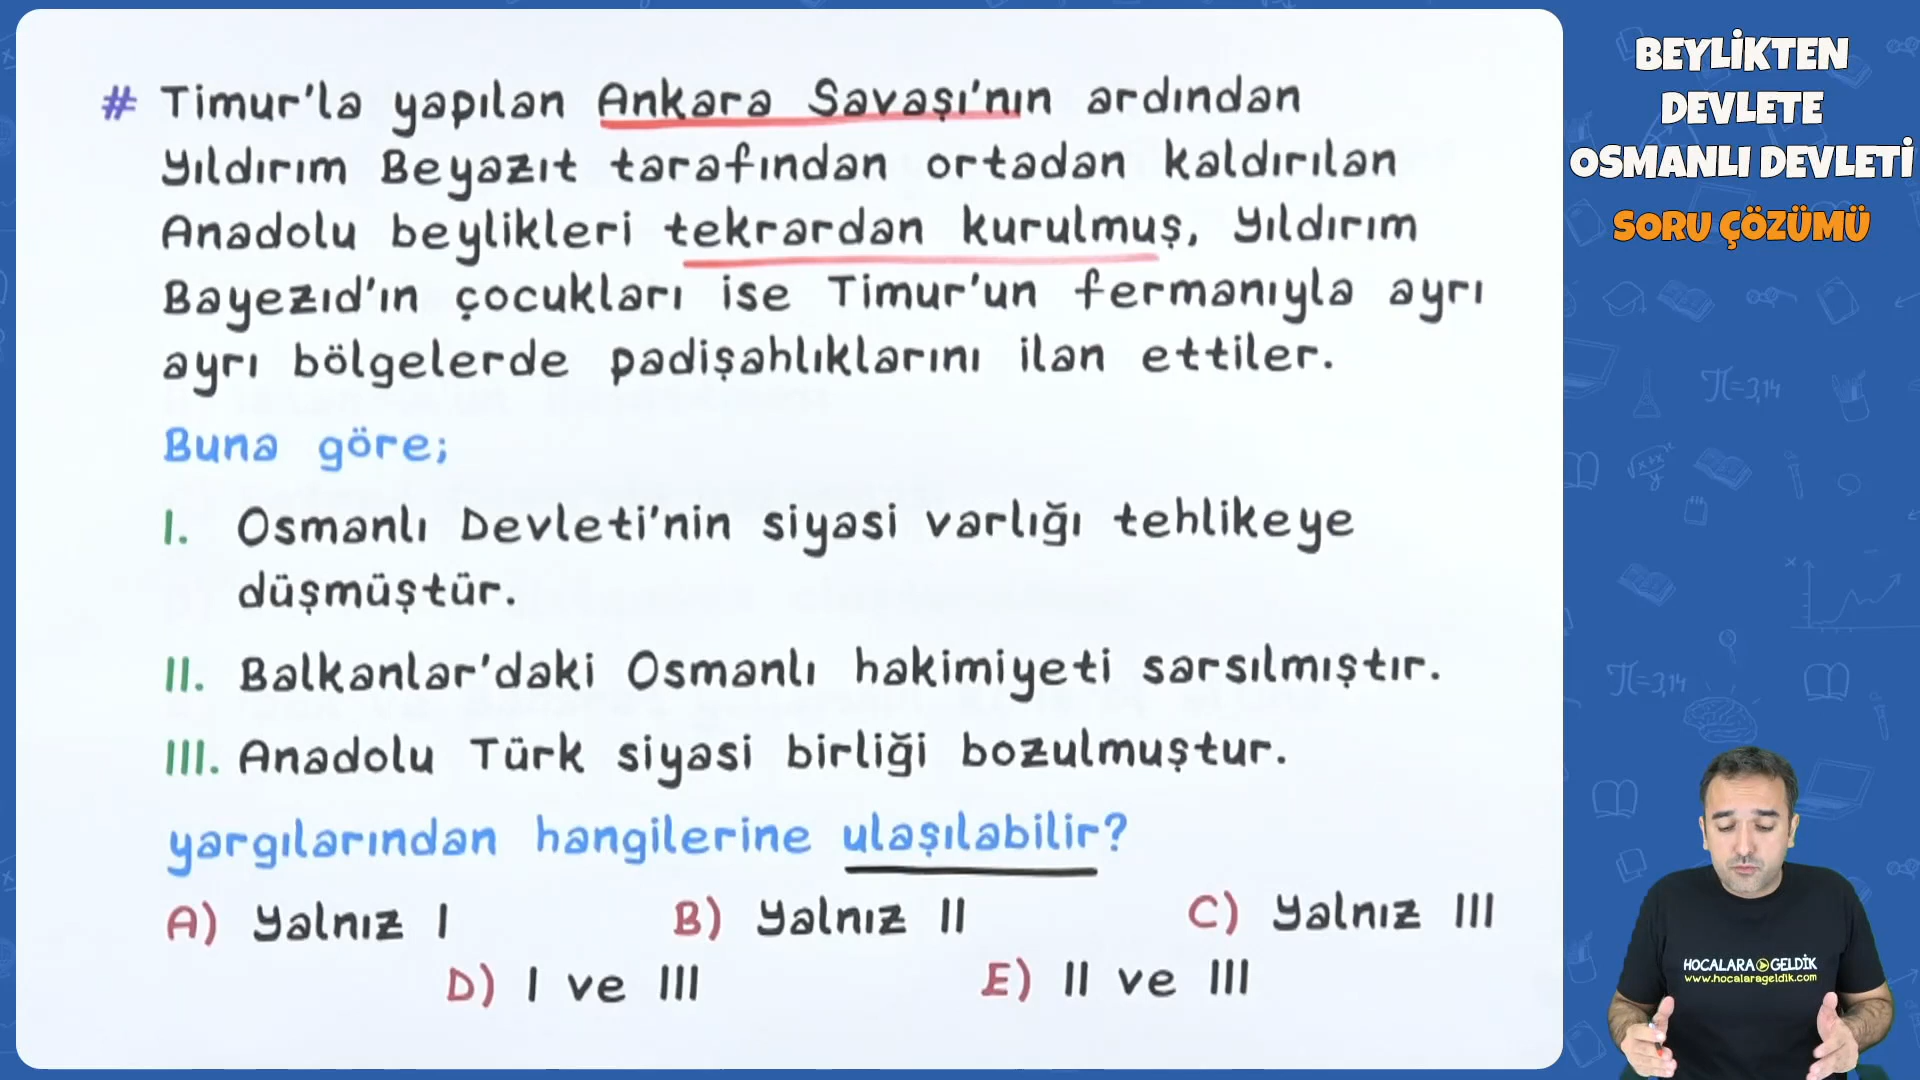 # Timur'la yapılan Ankara Savaşı'nın ardından
Yıldırım Beyazıt tarafından ortadan kaldırılan
Anadolu beylikleri tekrardan kurulmuş, Yıldırım
Bayezıd'ın çocukları ise Timur'un fermanıyla ayrı
ayrı bölgelerde padişahlıklarını ilan ettiler.
Buna göre;
I. Osmanlı Devleti'nin siyasi varlığı tehlikeye
düşmüştür.
II. Balkanlar'daki Osmanlı hakimiyeti sarsılmıştır.
III. Anadolu Türk siyasi birliği bozulmuştur.
yargılarından hangilerine ulaşılabilir?
A) Yalnız I B) Yalnız II C) Yalnız III
D) I ve III E) II ve III
BEYLİKTEN
DEVLETE
OSMANLI DEVLETİ
SORU ÇÖZÜMÜ
π=3,14
π=3,14
HOCALARA GELDİK
www.hocalarageldik.com